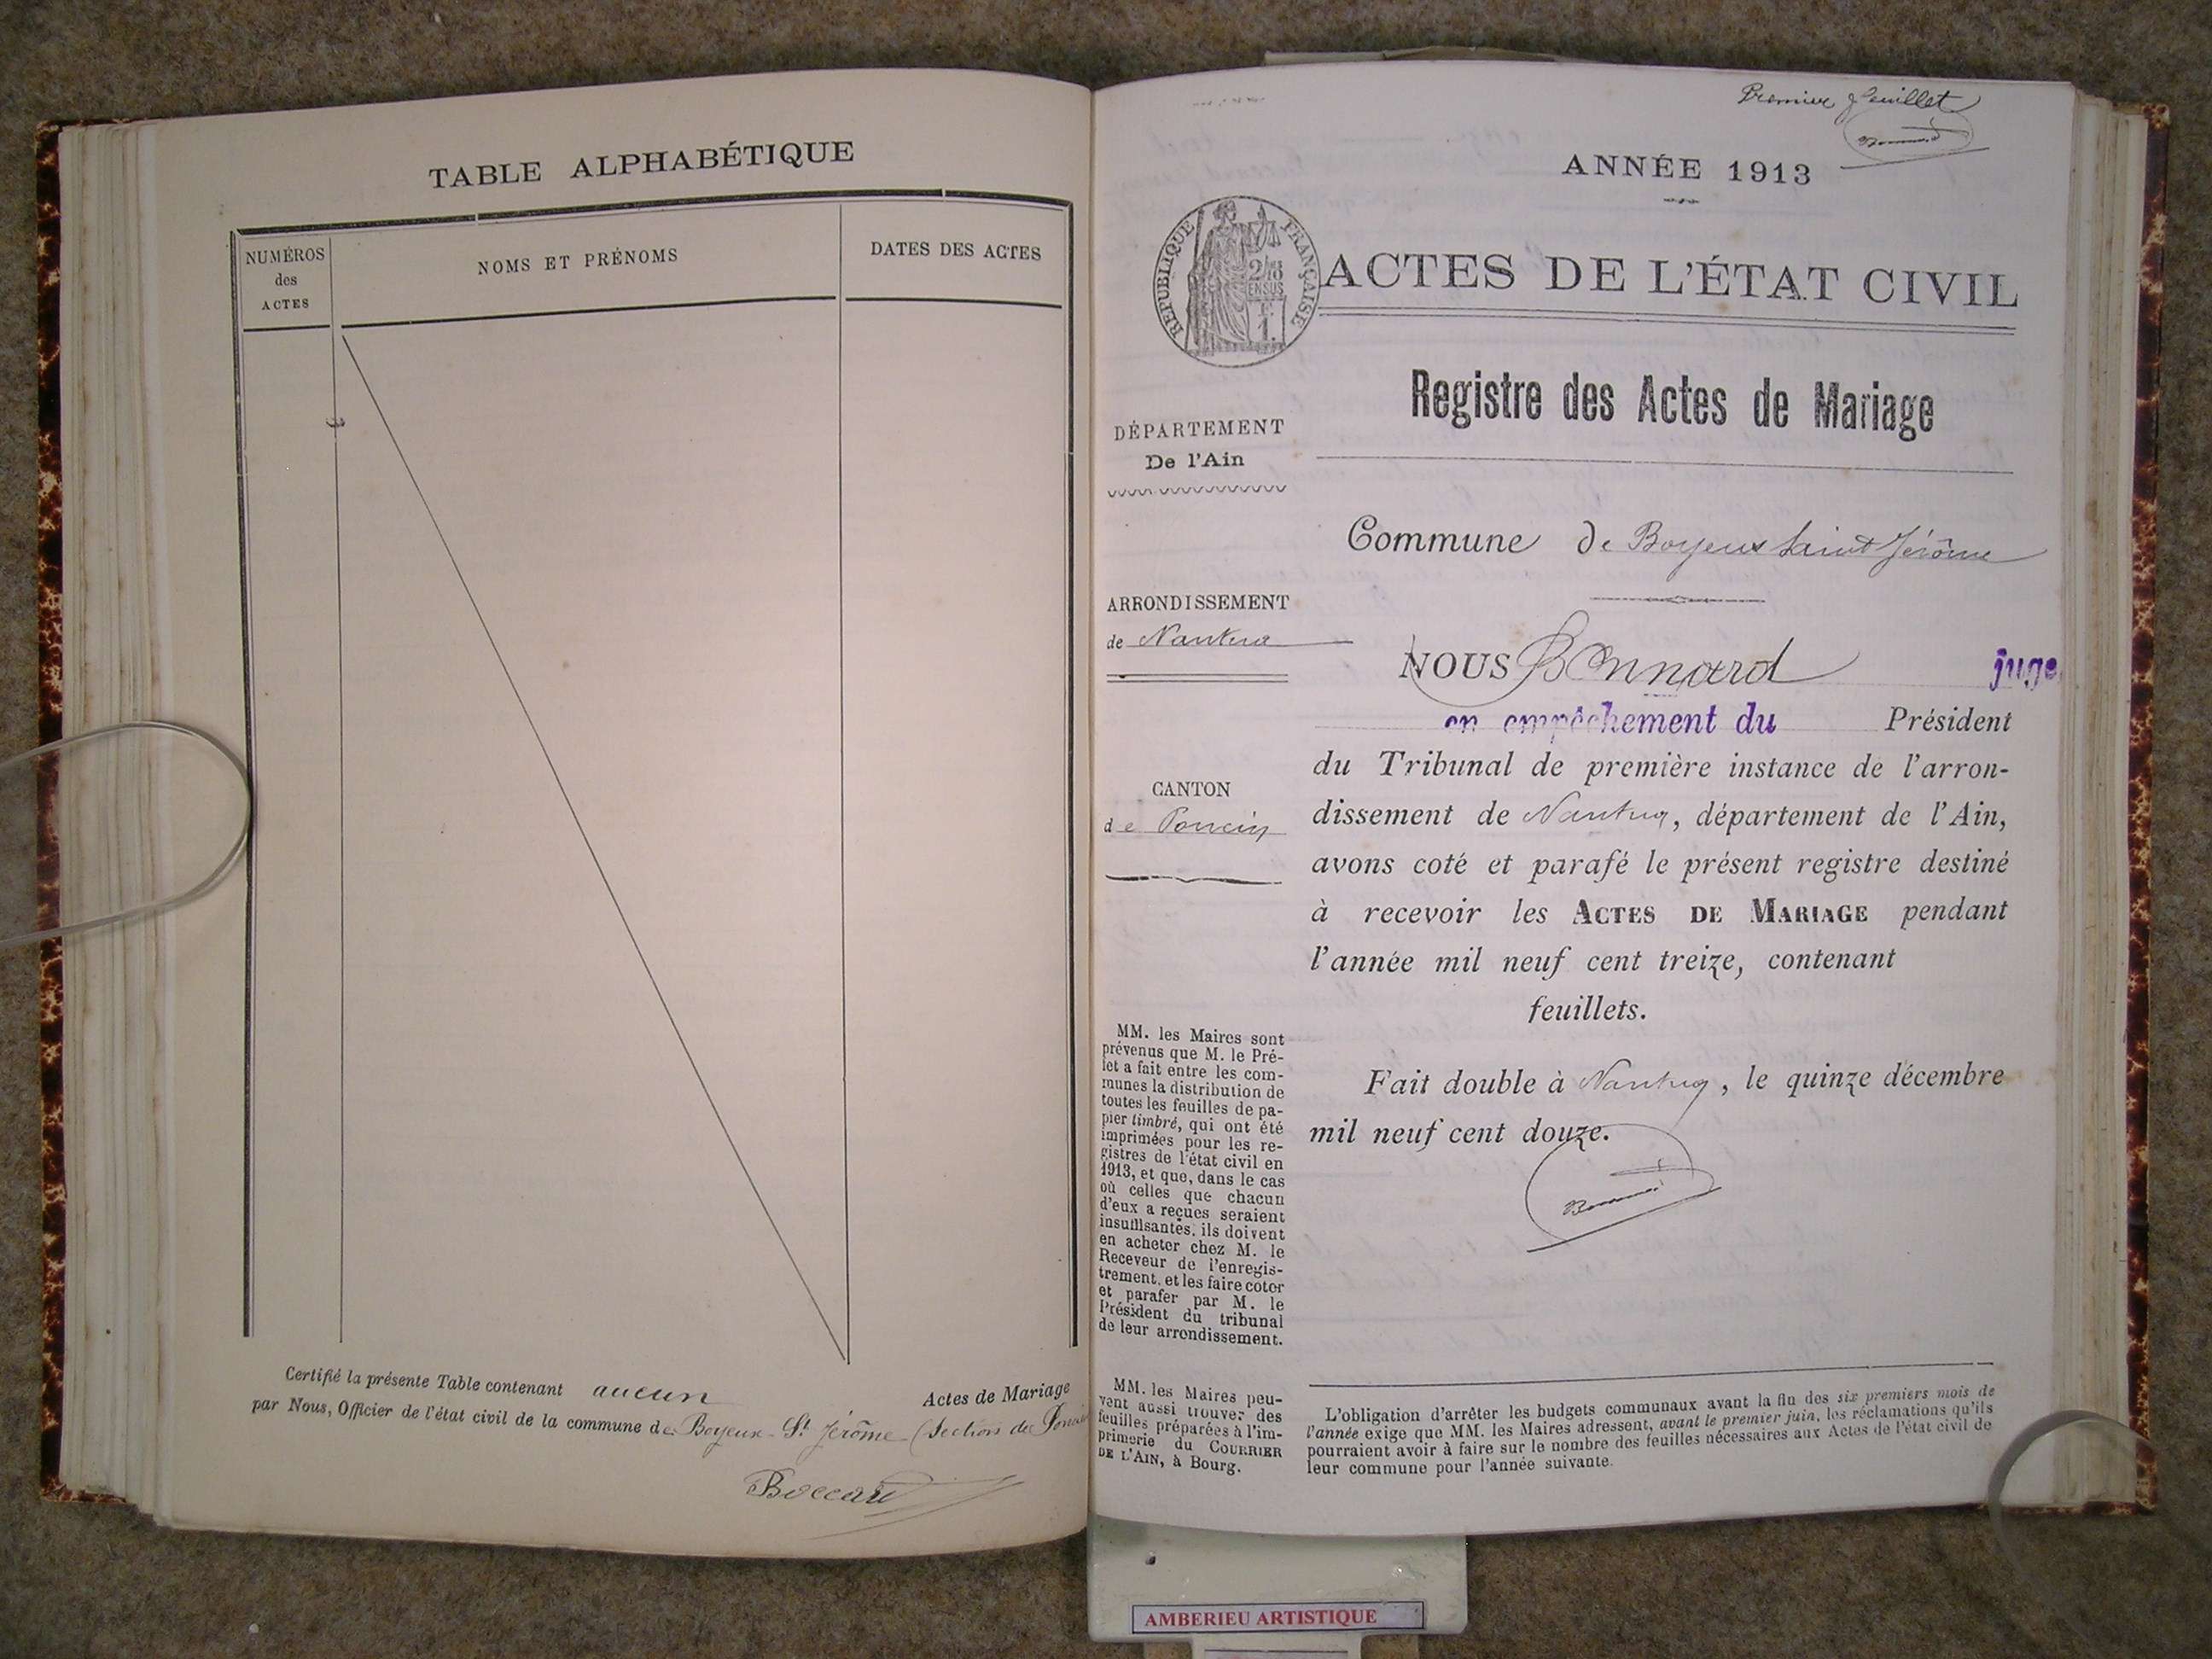 TABLE ALPHABÉTIQUE
NUMÉROS
des
ACTES
NOMS ET PRÉNOMS
DATES DES ACTES
Certifié la présente Table contenant aucun Actes de Mariage
par Nous, Officier de l'état civil de la commune de Boyeux-St Jérôme (Section de
Boccard
Premier feuillet
Bonnard
ANNÉE 1913
RÉPUBLIQUE FRANÇAISE
2/10
EN SUS
1.
ACTES DE L'ÉTAT CIVIL
Registre des Actes de Mariage
DÉPARTEMENT
De l'Ain
Commune de Boyeux Saint Jérôme
ARRONDISSEMENT
de Nantua
CANTON
de Poncin
NOUS Bonnard juge,
en empêchement du Président
du Tribunal de première instance de l'arron-
dissement de Nantua, département de l'Ain,
avons coté et parafé le présent registre destiné
à recevoir les ACTES DE MARIAGE pendant
l'année mil neuf cent treize, contenant
feuillets.
Fait double à Nantua, le quinze décembre
mil neuf cent douze.
Bonnard
MM. les Maires sont
prévenus que M. le Pré-
fet a fait entre les com-
munes la distribution de
toutes les feuilles de pa-
pier timbré, qui ont été
imprimées pour les re-
gistres de l'état civil en
1913, et que, dans le cas
où celles que chacun
d'eux a reçues seraient
insuffisantes, ils doivent
en acheter chez M. le
Receveur de l'enregis-
trement, et les faire coter
et parafer par M. le
Président du tribunal
de leur arrondissement.
MM. les Maires peu-
vent aussi trouver des
feuilles préparées à l'im-
primerie du COURRIER
DE L'AIN, à Bourg.
L'obligation d'arrêter les budgets communaux avant la fin des six premiers mois de
l'année exige que MM. les Maires adressent, avant le premier juin, les réclamations qu'ils
pourraient avoir à faire sur le nombre des feuilles nécessaires aux Actes de l'état civil de
leur commune pour l'année suivante.
AMBERIEU ARTISTIQUE